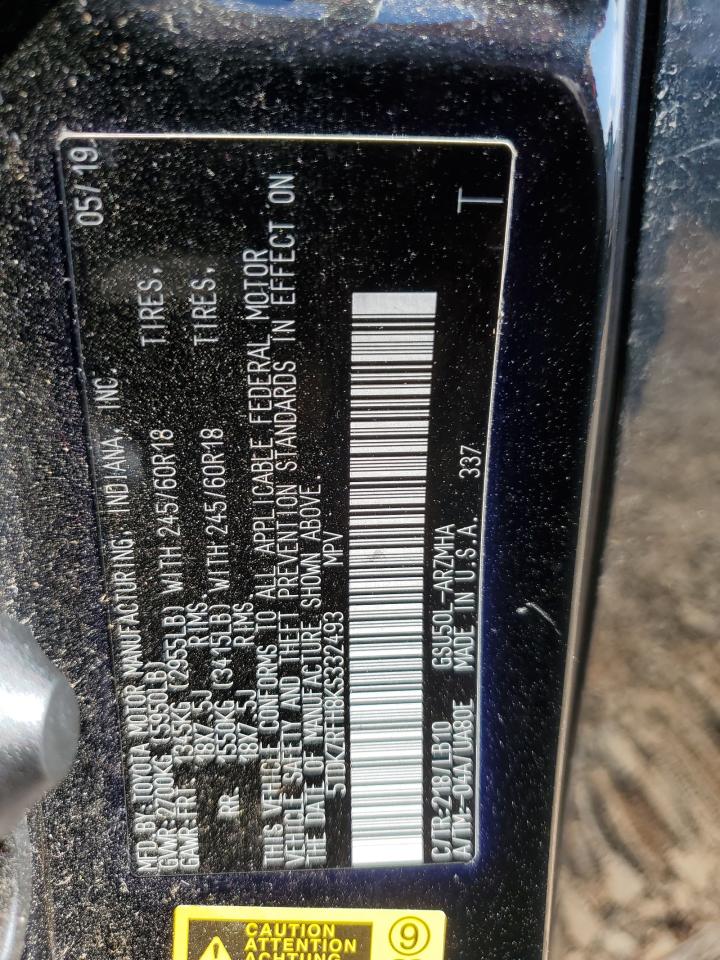 MFD.BY:TOYOTA MOTOR MANUFACTURING, INDIANA, INC. 05/19
GVWR:2700KG(5950LB)
GAWR:FRT 1345KG (2955LB) WITH 245/60R18 TIRES,
18X7.5J RIMS.
RR. 1550KG (3415LB) WITH 245/60R18 TIRES,
18X7.5J RIMS.
THIS VEHICLE CONFORMS TO ALL APPLICABLE FEDERAL MOTOR
VEHICLE SAFETY AND THEFT PREVENTION STANDARDS IN EFFECT ON
THE DATE OF MANUFACTURE SHOWN ABOVE.
5TDKZRFH8KS332493 MPV
C/TR:218/LB10 GSU50L-ARZMHA
A/TM:-04A/UA80E MADE IN U.S.A. 337 T
CAUTION
ATTENTION
ACHTUNG
9